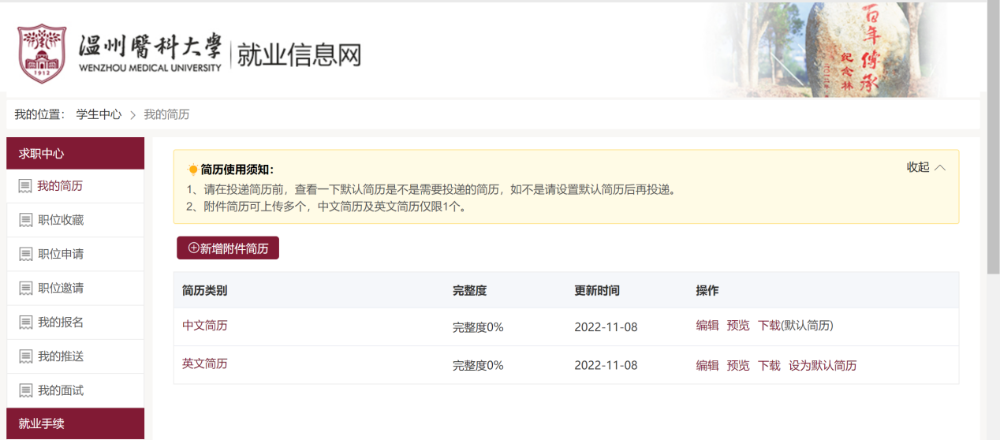 温州醫科大學
WENZHOU MEDICAL UNIVERSITY
就业信息网
1912
百年傳承
纪念林
我的位置： 学生中心 > 我的简历
求职中心
我的简历
职位收藏
职位申请
职位邀请
我的报名
我的推送
我的面试
就业手续
简历使用须知：
收起
1、请在投递简历前，查看一下默认简历是不是需要投递的简历，如不是请设置默认简历后再投递。
2、附件简历可上传多个，中文简历及英文简历仅限1个。
新增附件简历
简历类别 完整度 更新时间 操作
中文简历 完整度0% 2022-11-08 编辑 预览 下载(默认简历)
英文简历 完整度0% 2022-11-08 编辑 预览 下载 设为默认简历